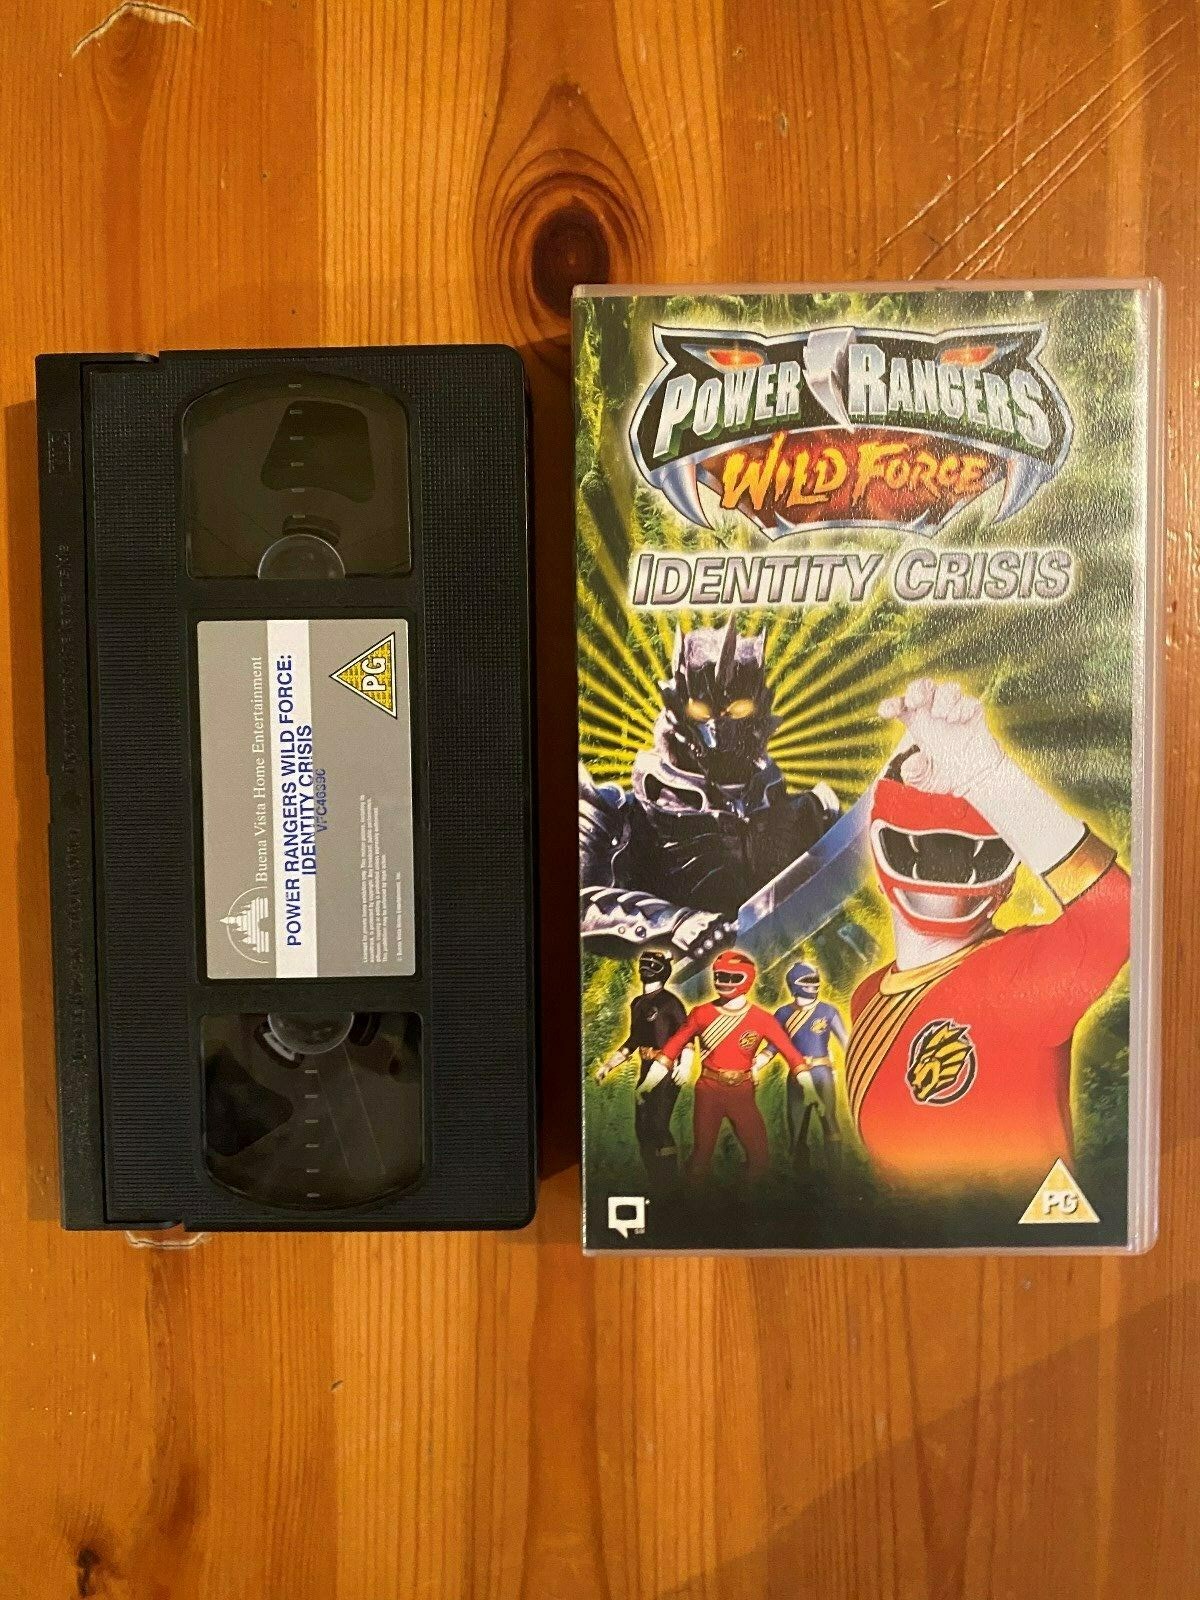 Buena Vista Home Entertainment
POWER RANGERS WILD FORCE:
IDENTITY CRISIS
PG
POWER RANGERS
WILD FORCE
IDENTITY CRISIS
PG